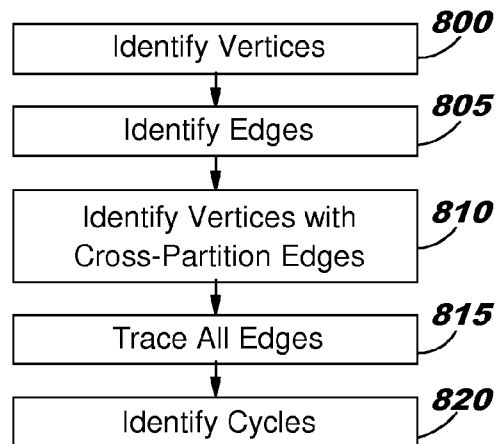 800
Identify Vertices
805
Identify Edges
810
Identify Vertices with
Cross-Partition Edges
815
Trace All Edges
820
Identify Cycles